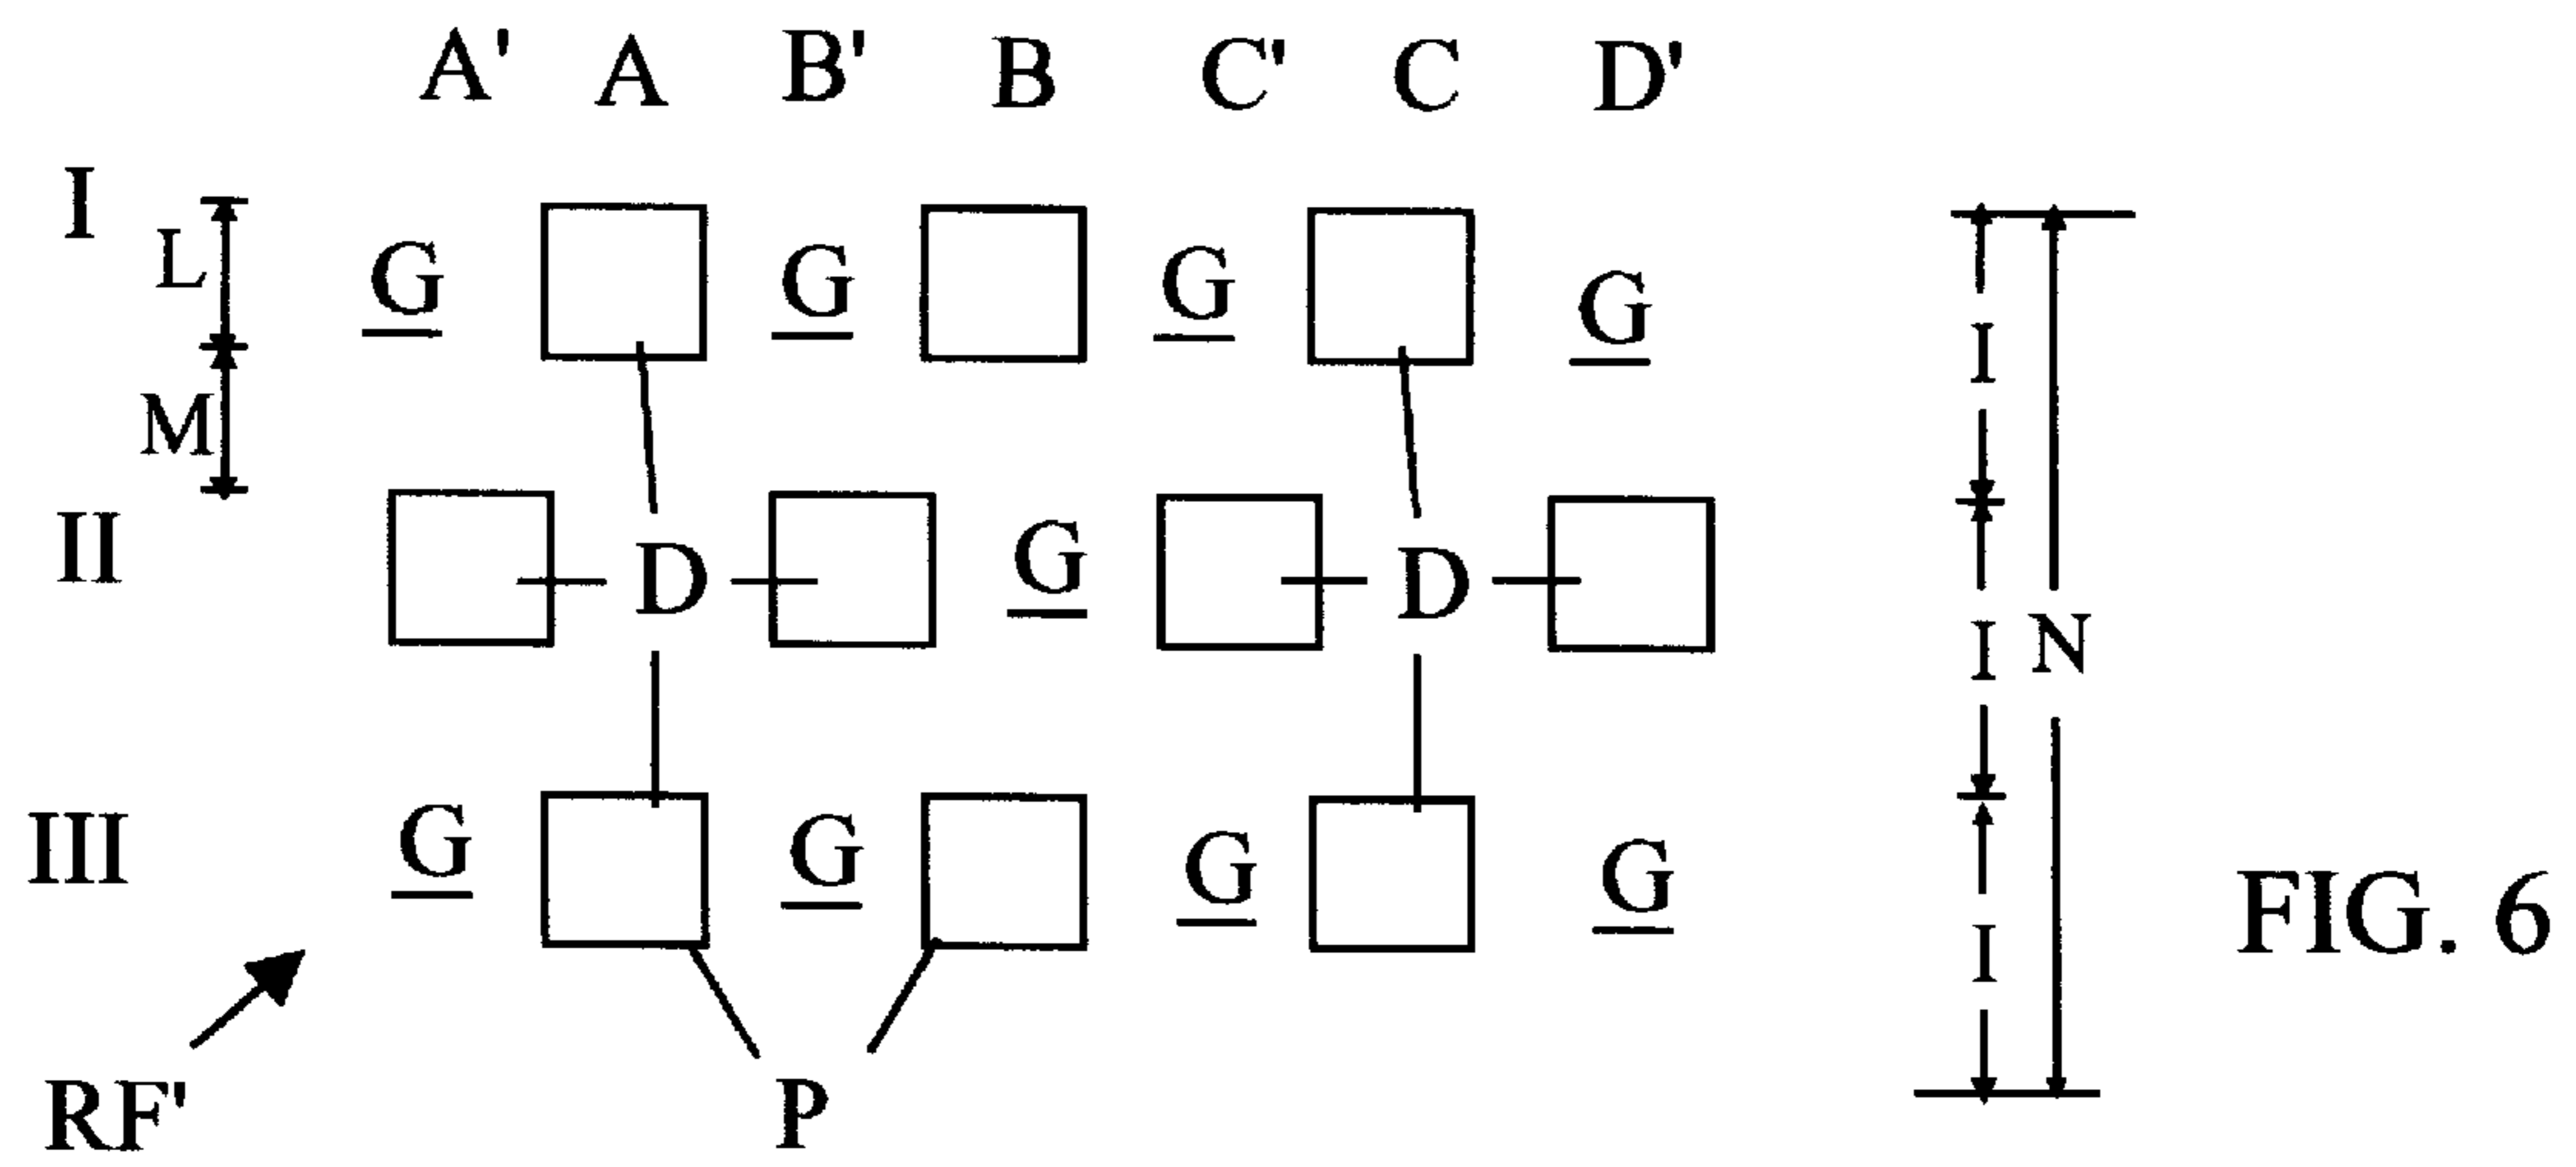 A' A B' B C' C D'
I L G G G G I
M
II D G D I N
III G G G G I
FIG. 6
RF' P